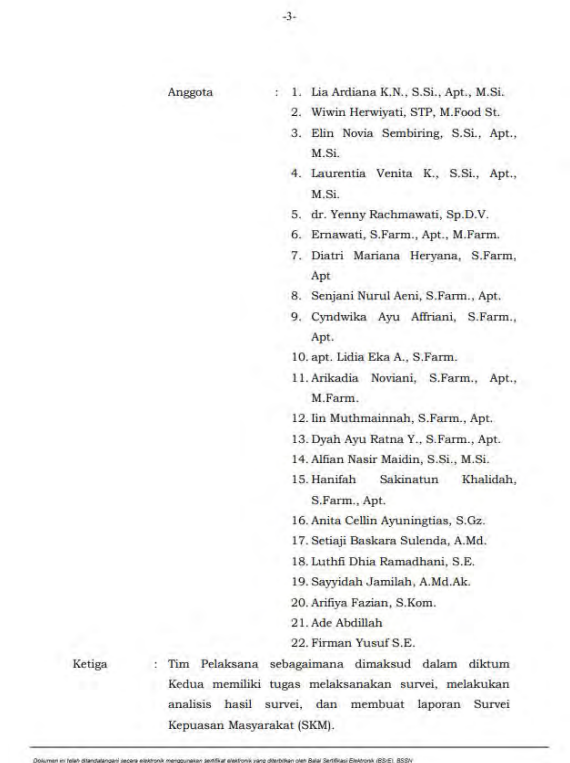 -3-
Anggota : 1. Lia Ardiana K.N., S.Si., Apt., M.Si.
2. Wiwin Herwiyati, STP, M.Food St.
3. Elin Novia Sembiring, S.Si., Apt.,
M.Si.
4. Laurentia Venita K., S.Si., Apt.,
M.Si.
5. dr. Yenny Rachmawati, Sp.D.V.
6. Ernawati, S.Farm., Apt., M.Farm.
7. Diatri Mariana Heryana, S.Farm,
Apt
8. Senjani Nurul Aeni, S.Farm., Apt.
9. Cyndwika Ayu Affriani, S.Farm.,
Apt.
10. apt. Lidia Eka A., S.Farm.
11. Arikadia Noviani, S.Farm., Apt.,
M.Farm.
12. Iin Muthmainnah, S.Farm., Apt.
13. Dyah Ayu Ratna Y., S.Farm., Apt.
14. Alfian Nasir Maidin, S.Si., M.Si.
15. Hanifah Sakinatun Khalidah,
S.Farm., Apt.
16. Anita Cellin Ayuningtias, S.Gz.
17. Setiaji Baskara Sulenda, A.Md.
18. Luthfi Dhia Ramadhani, S.E.
19. Sayyidah Jamilah, A.Md.Ak.
20. Arifiya Fazian, S.Kom.
21. Ade Abdillah
22. Firman Yusuf S.E.
Ketiga : Tim Pelaksana sebagaimana dimaksud dalam diktum
Kedua memiliki tugas melaksanakan survei, melakukan
analisis hasil survei, dan membuat laporan Survei
Kepuasan Masyarakat (SKM).
Dokumen ini telah ditandatangani secara elektronik menggunakan sertifikat elektronik yang diterbitkan oleh Balai Sertifikasi Elektronik (BSrE), BSSN